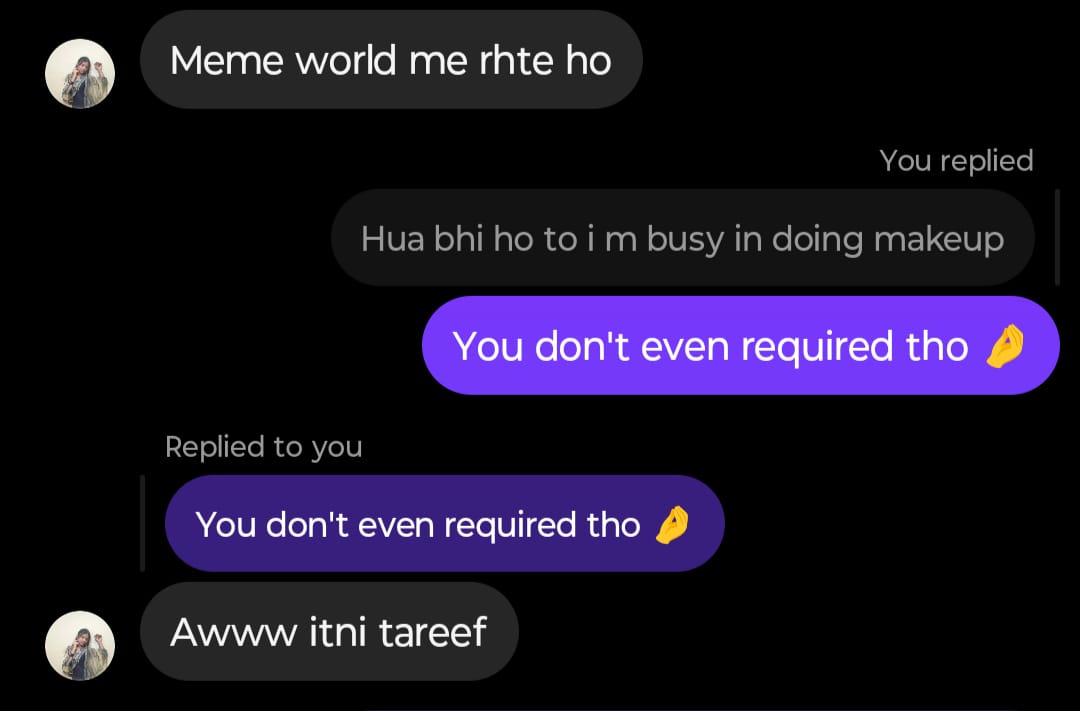 Meme world me rhte ho
You replied
Hua bhi ho to i m busy in doing makeup
You don't even required tho 🤌
Replied to you
You don't even required tho 🤌
Awww itni tareef